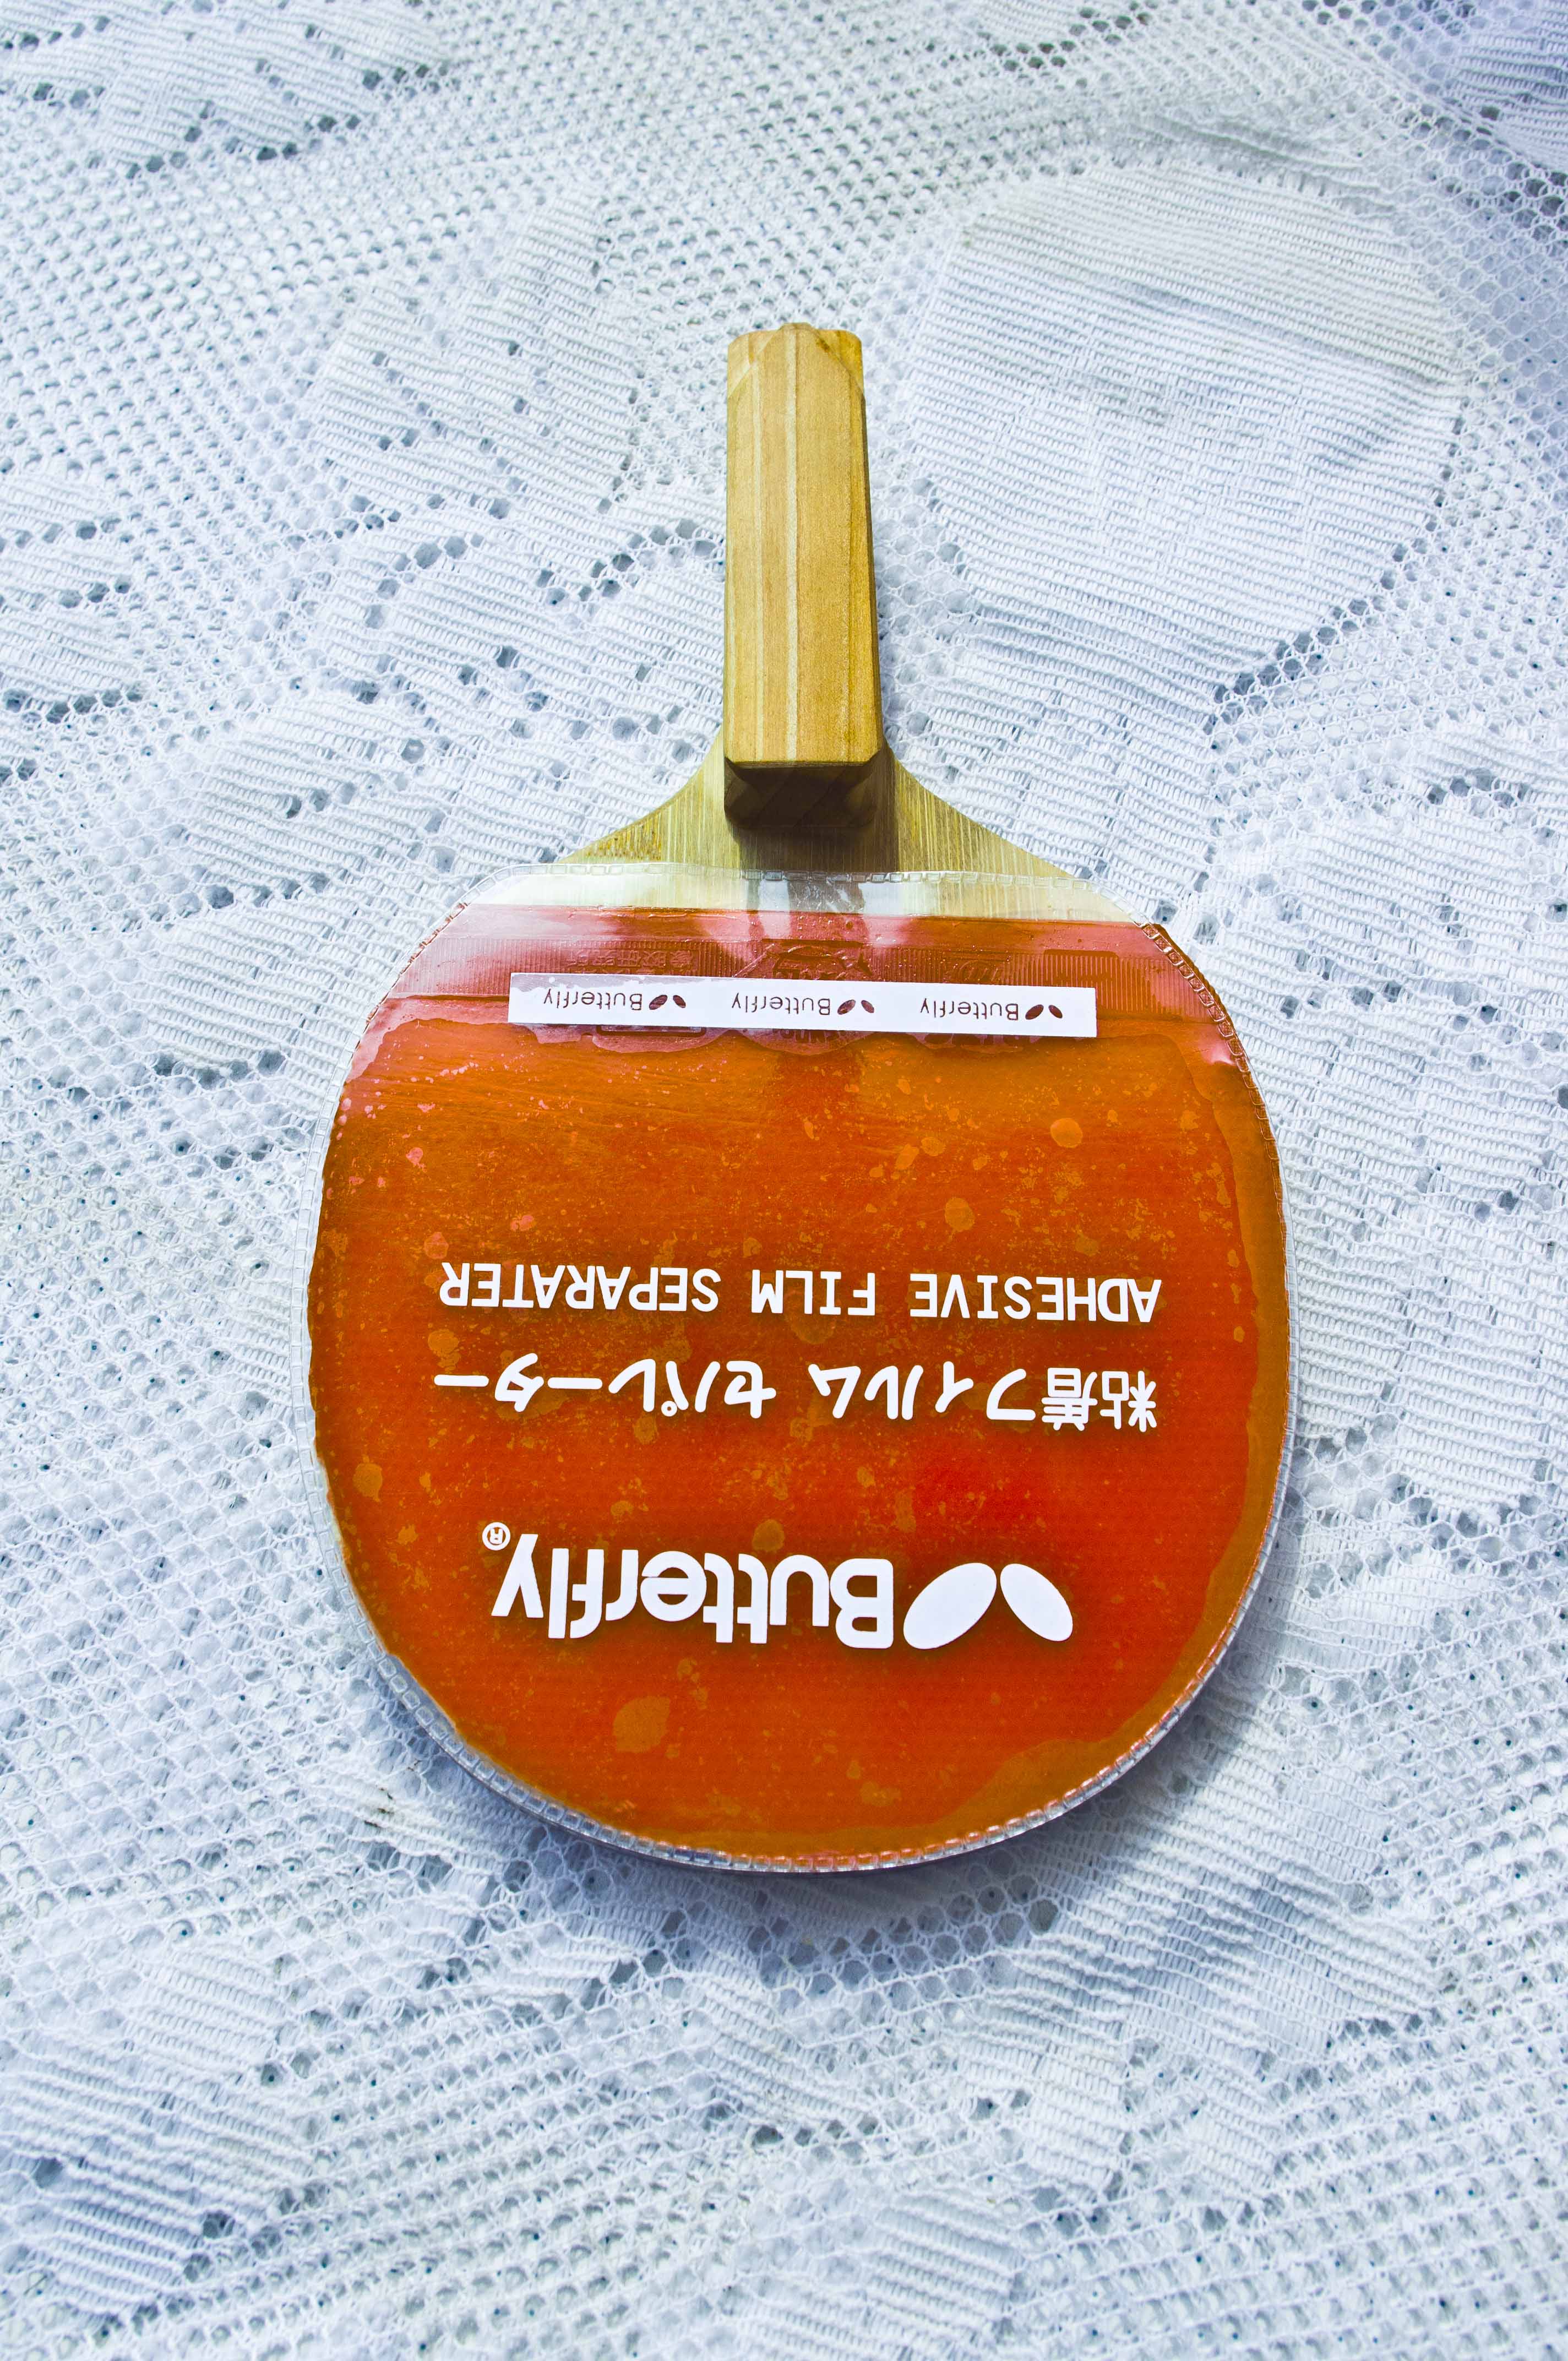 Butterfly®
粘着フィルム セパレーター
ADHESIVE FILM SEPARATER
Butterfly Butterfly Butterfly